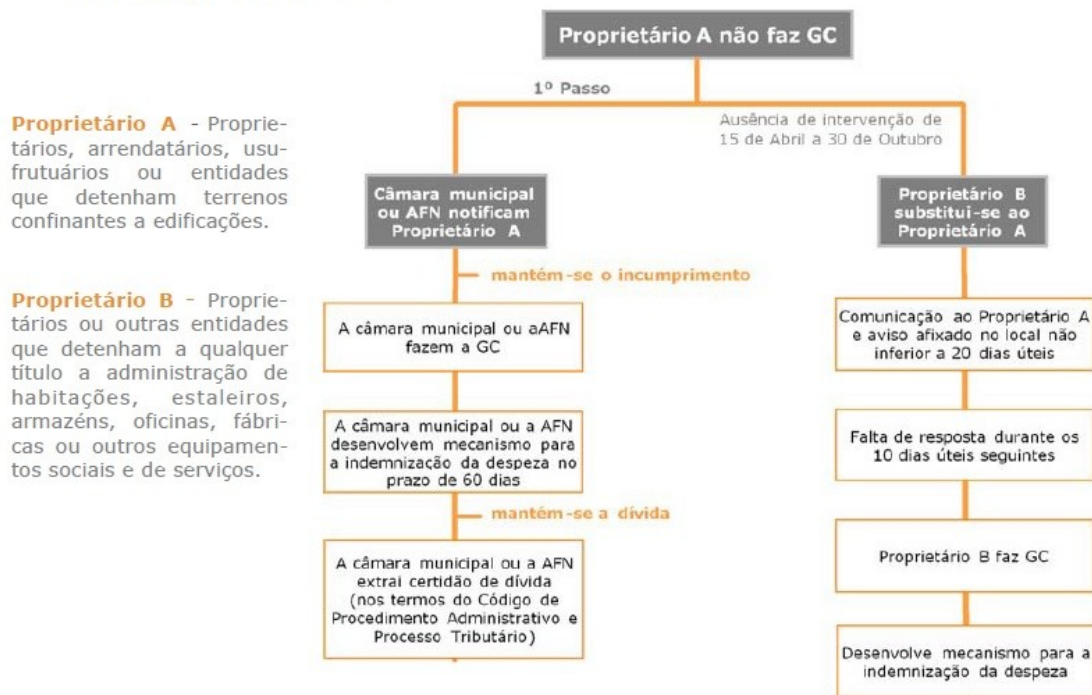 Proprietário A não faz GC
1º Passo
Ausência de intervenção de
15 de Abril a 30 de Outubro
Proprietário A - Proprie-
tários, arrendatários, usu-
frutuários ou entidades
que detenham terrenos
confinantes a edificações.
Proprietário B - Proprie-
tários ou outras entidades
que detenham a qualquer
título a administração de
habitações, estaleiros,
armazéns, oficinas, fábri-
cas ou outros equipamen-
tos sociais e de serviços.
Câmara municipal
ou AFN notificam
Proprietário A
mantém-se o incumprimento
A câmara municipal ou aAFN
fazem a GC
A câmara municipal ou a AFN
desenvolvem mecanismo para
a indemnização da despeza no
prazo de 60 dias
mantém-se a dívida
A câmara municipal ou a AFN
extrai certidão de dívida
(nos termos do Código de
Procedimento Administrativo e
Processo Tributário)
Proprietário B
substitui-se ao
Proprietário A
Comunicação ao Proprietário A
e aviso afixado no local não
inferior a 20 dias úteis
Falta de resposta durante os
10 dias úteis seguintes
Proprietário B faz GC
Desenvolve mecanismo para a
indemnização da despeza